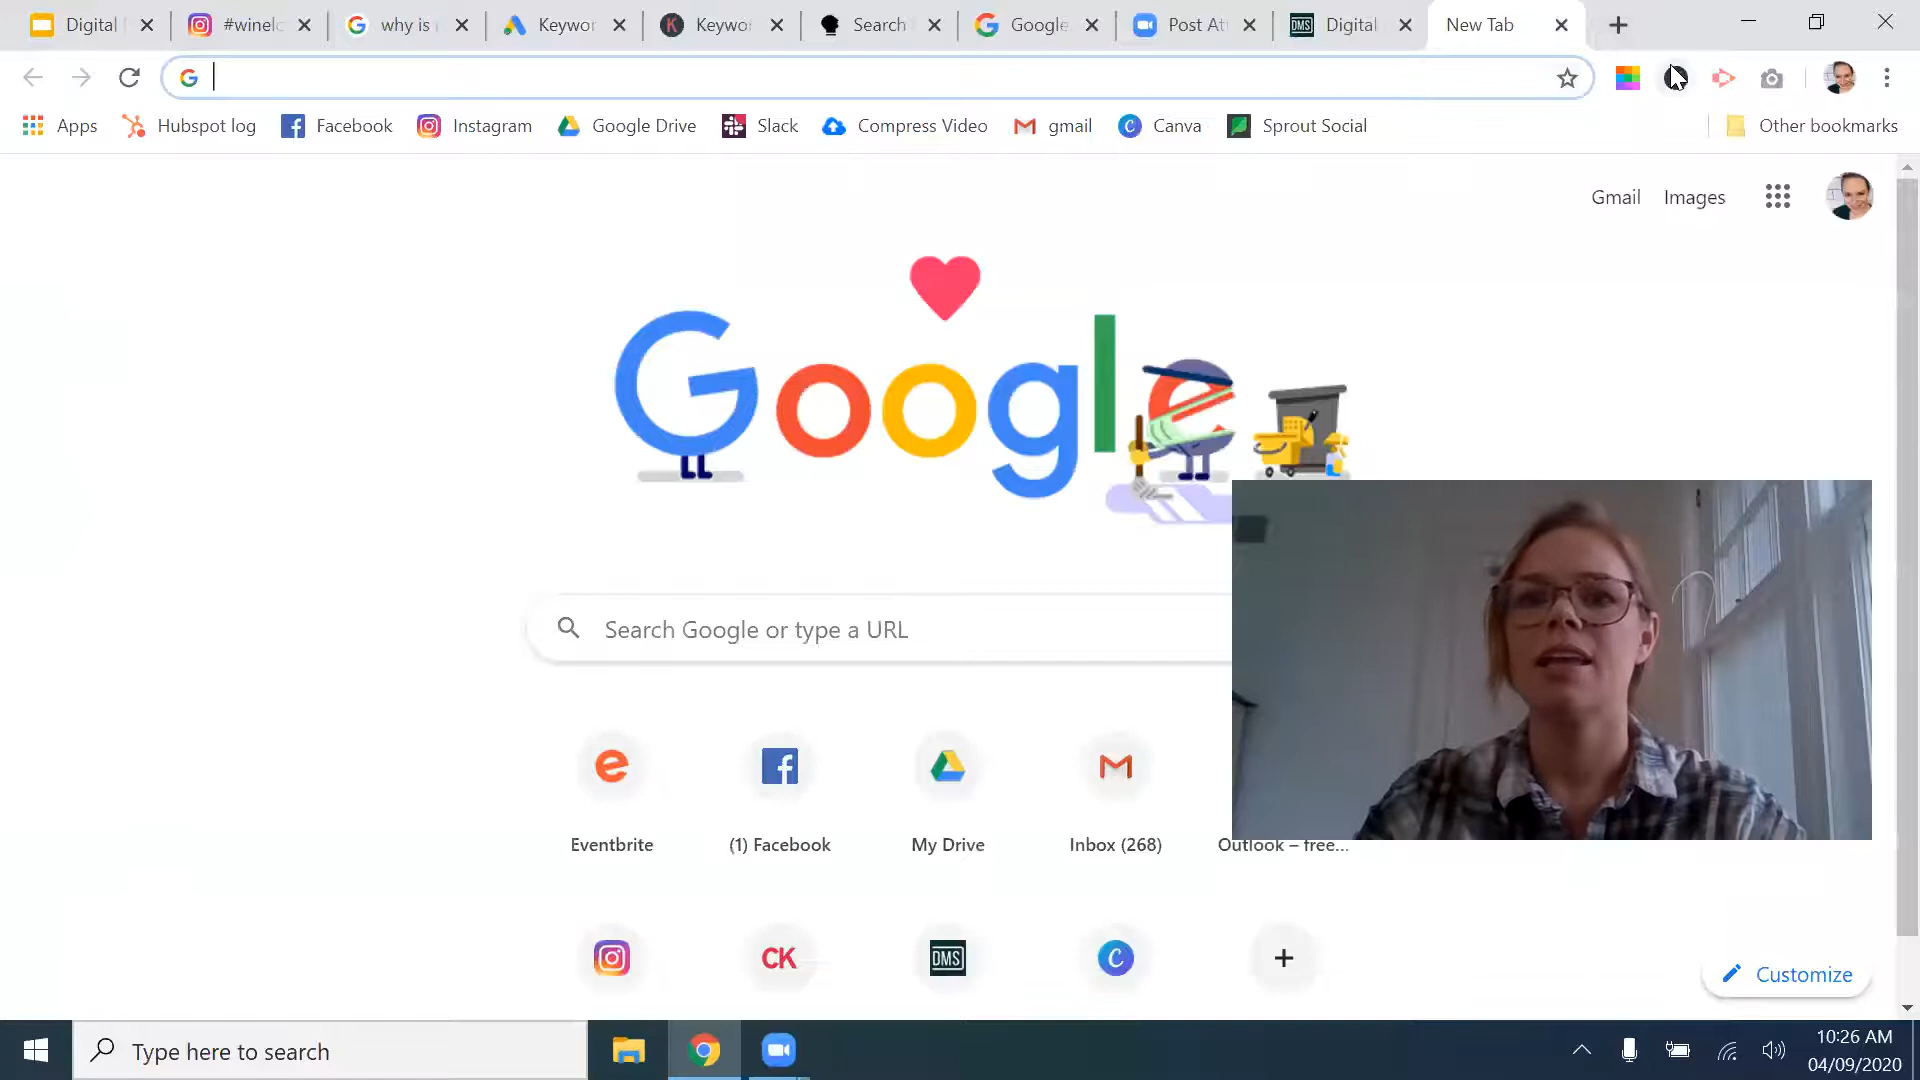 Digital
#winelc
why is
Keywor
Keywor
Search
Google
Post Att
DMS
Digital
New Tab
Apps
Hubspot log
Facebook
Instagram
Google Drive
Slack
Compress Video
gmail
Canva
Sprout Social
Other bookmarks
Gmail
Images
Google
Search Google or type a URL
Eventbrite
(1) Facebook
My Drive
Inbox (268)
Outlook – free...
CK
DMS
Customize
Type here to search
10:26 AM
04/09/2020